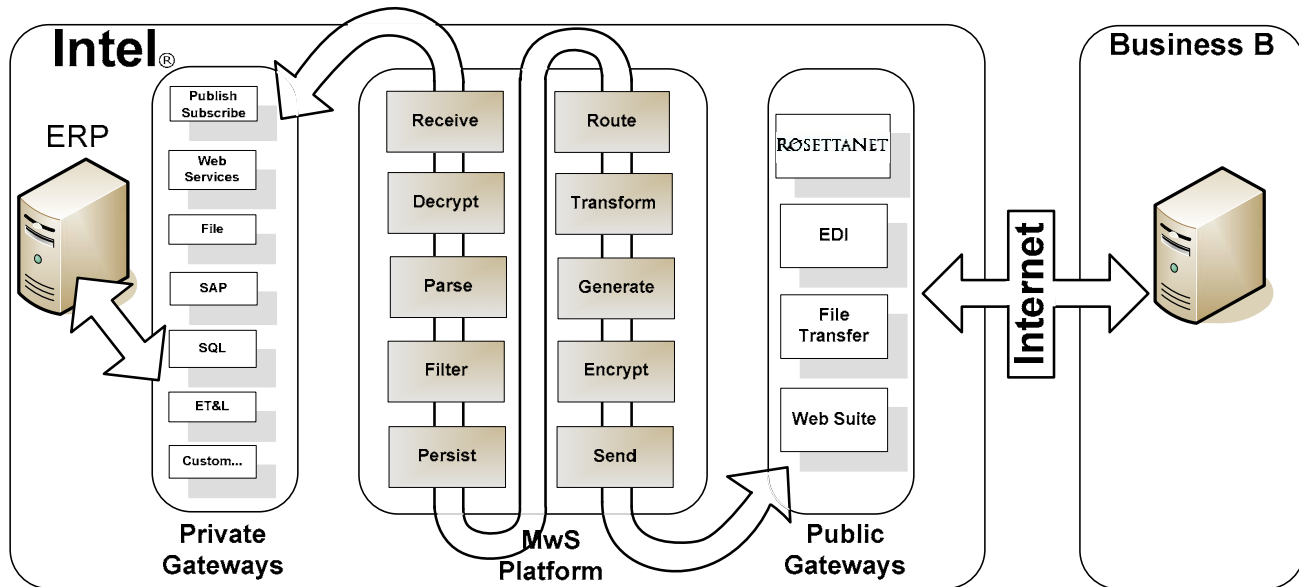 Intel®
Business B
ERP
Publish
Subscribe
Web
Services
File
SAP
SQL
ET&L
Custom...
Private
Gateways
Receive
Decrypt
Parse
Filter
Persist
Route
Transform
Generate
Encrypt
Send
MwS
Platform
ROSETTANET
EDI
File
Transfer
Web Suite
Public
Gateways
Internet